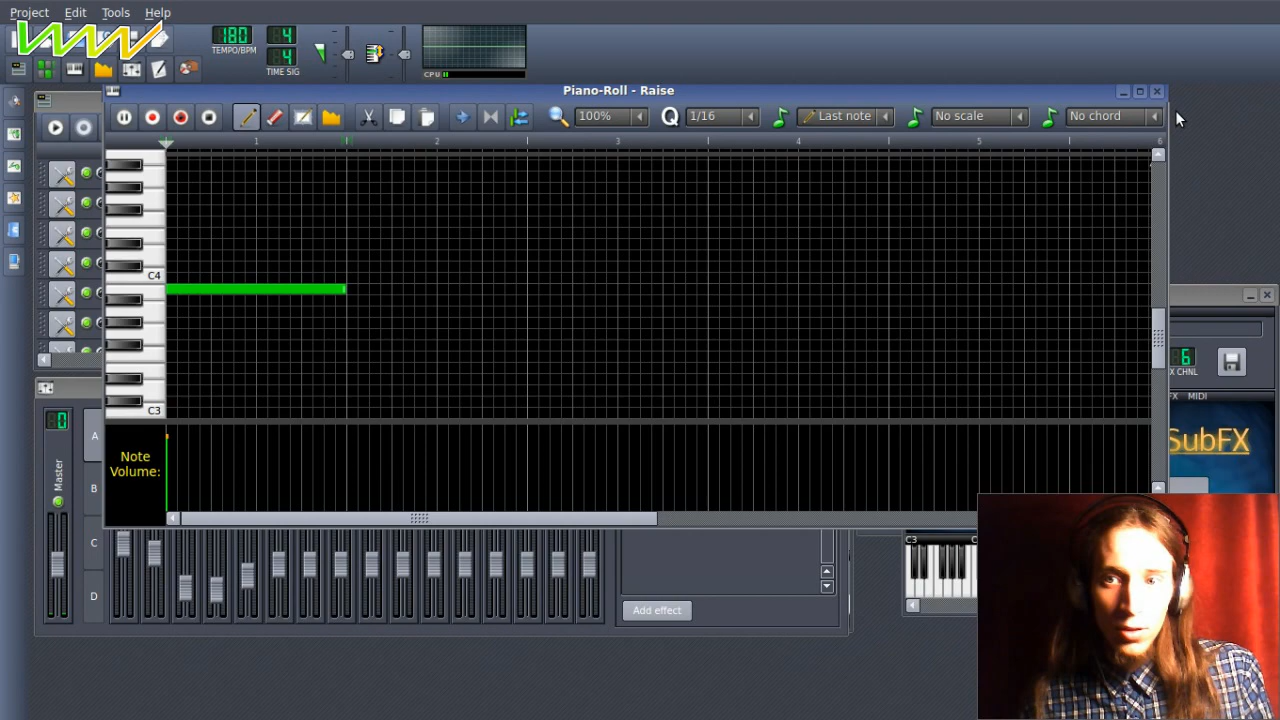 Project Edit Tools Help
180
TEMPO/BPM
4
4
TIME SIG
CPU
Piano-Roll - Raise
100%
Q 1/16
Last note
No scale
No chord
1 2 3 4 5 6
C4
C3
Note
Volume:
6
FX MIDI
SubFX
0
Master
A
B
C
D
Add effect
C3